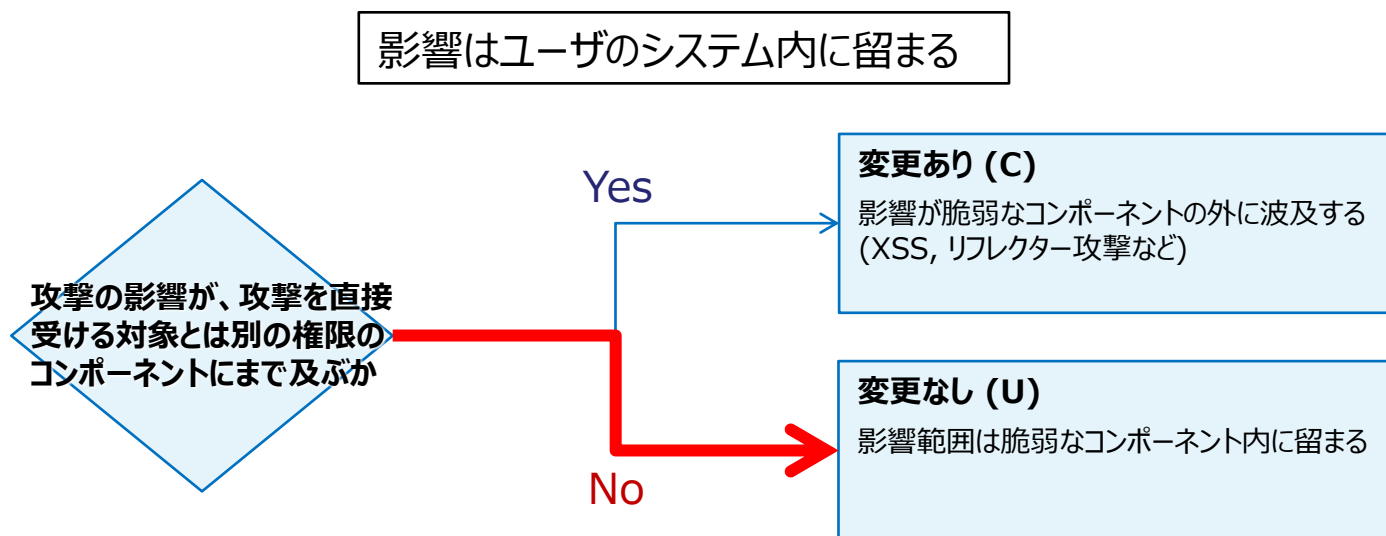 影響はユーザのシステム内に留まる
Yes
変更あり (C)
影響が脆弱なコンポーネントの外に波及する
(XSS, リフレクター攻撃など)
攻撃の影響が、攻撃を直接
受ける対象とは別の権限の
コンポーネントにまで及ぶか
変更なし (U)
影響範囲は脆弱なコンポーネント内に留まる
No